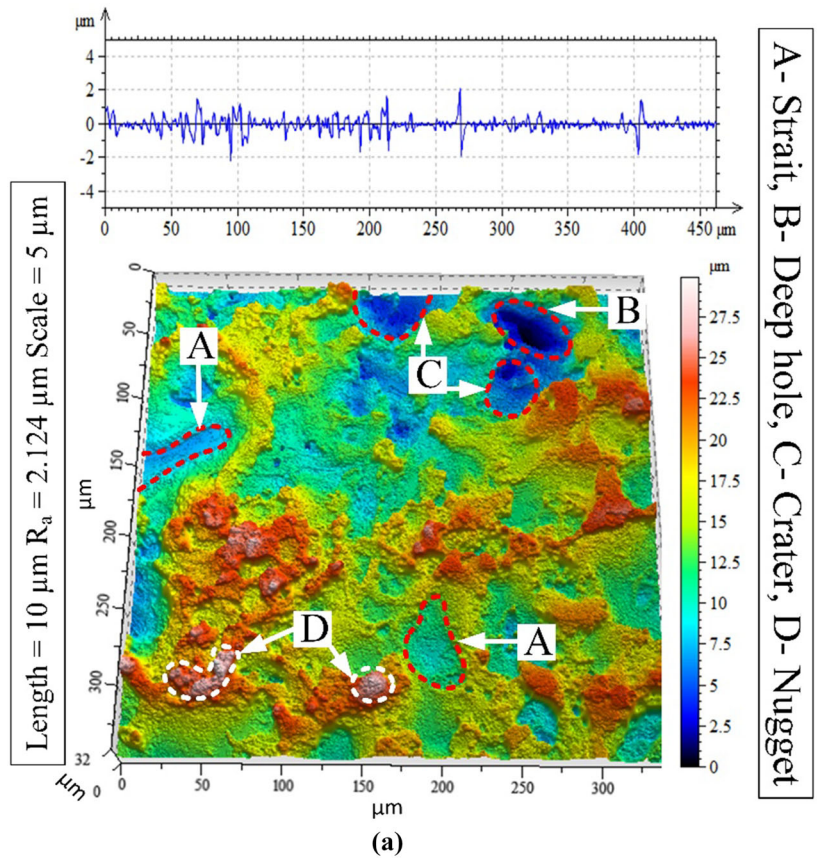 μm
4
2
0
-2
-4
0 50 100 150 200 250 300 350 400 450 μm
Length = 10 μm Ra = 2.124 μm Scale = 5 μm
A- Strait, B- Deep hole, C- Crater, D- Nugget
0
50
100
150
200
250
300
32
μm
μm
0
0 50 100 150 200 250 300
μm
A
B
C
D
A
μm
27.5
25
22.5
20
17.5
15
12.5
10
7.5
5
2.5
0
(a)